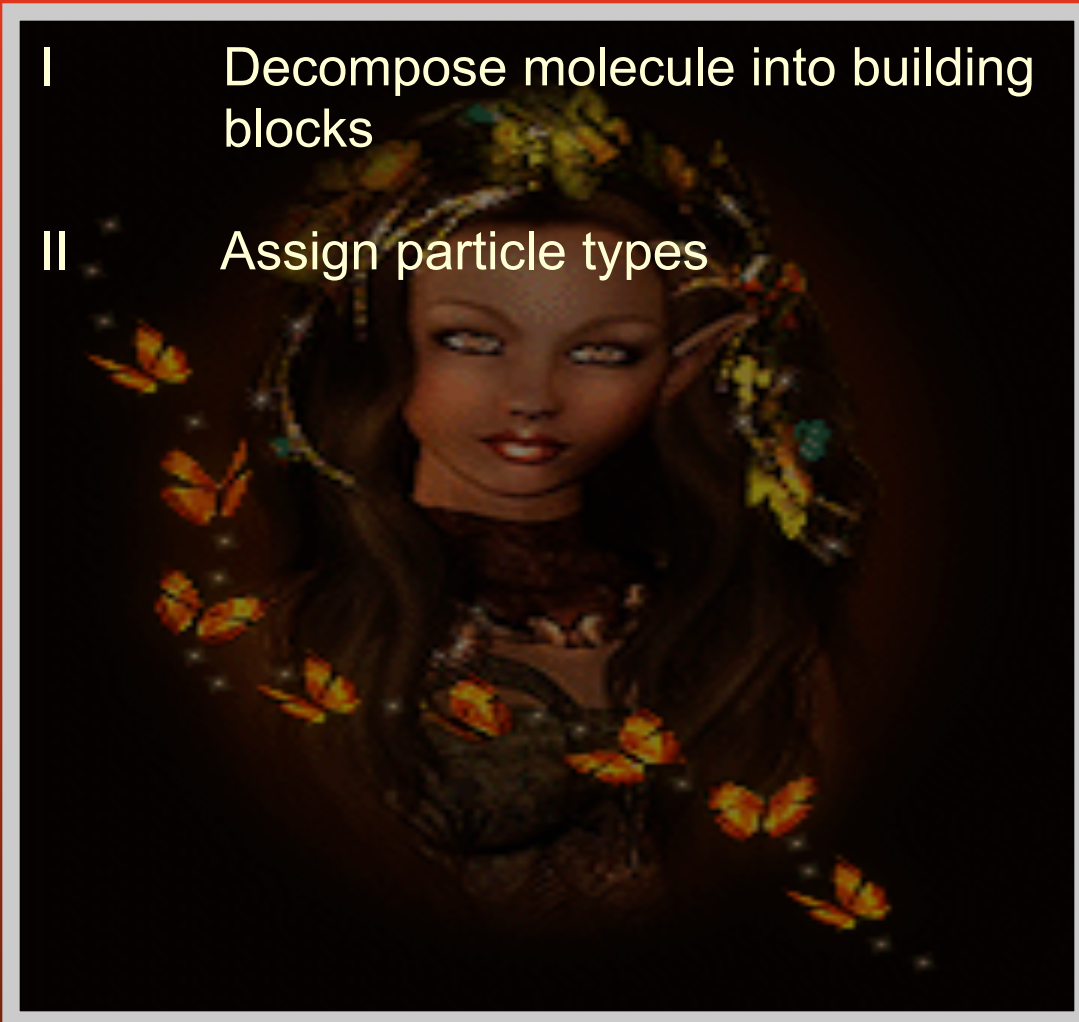 I Decompose molecule into building
blocks
II Assign particle types